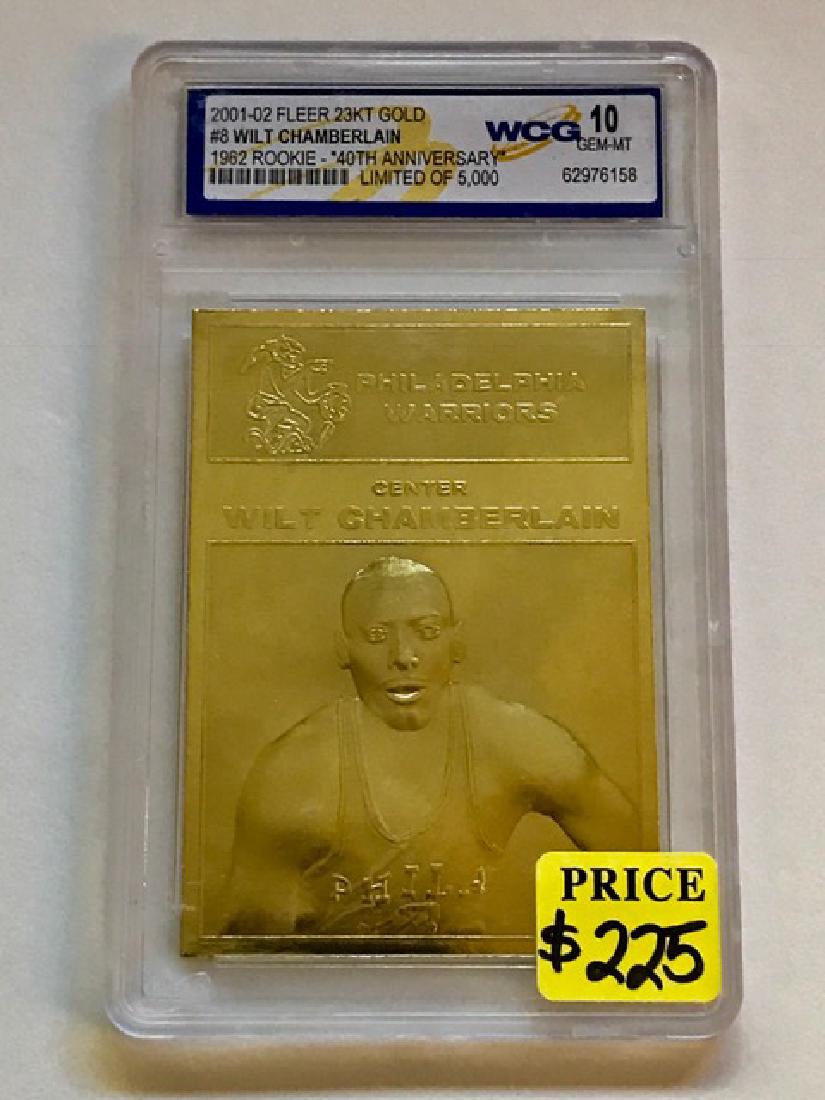 2001-02 FLEER 23KT GOLD
#8 WILT CHAMBERLAIN
1962 ROOKIE - "40TH ANNIVERSARY"
LIMITED OF 5,000
WCG 10
GEM-MT
62976158
PHILADELPHIA
WARRIORS
CENTER
WILT CHAMBERLAIN
PHILA
PRICE
$225